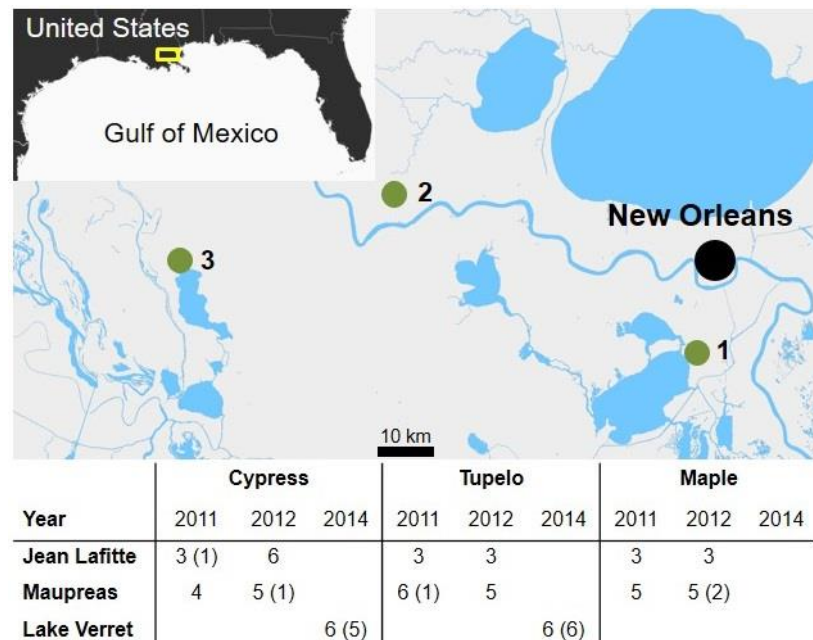 United States
Gulf of Mexico
2
New Orleans
3
1
10 km
Cypress Tupelo Maple
Year 2011 2012 2014 2011 2012 2014 2011 2012 2014
Jean Lafitte 3 (1) 6 3 3 3 3
Maupreas 4 5 (1) 6 (1) 5 5 5 (2)
Lake Verret 6 (5) 6 (6)